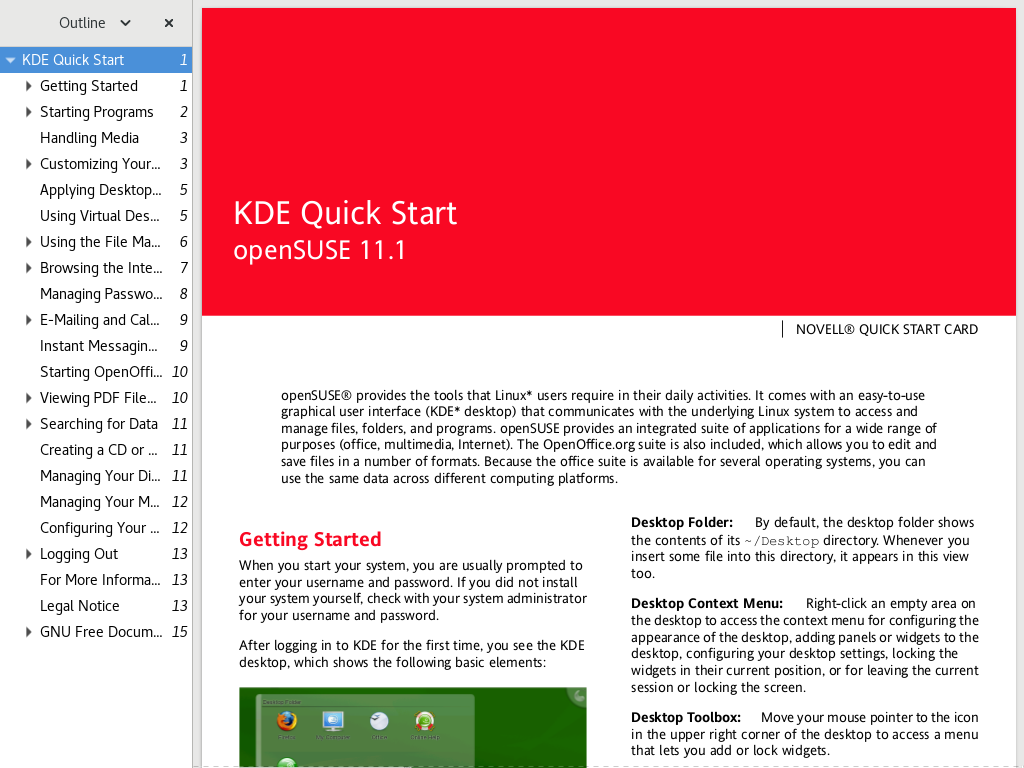 Outline
KDE Quick Start 1
Getting Started 1
Starting Programs 2
Handling Media 3
Customizing Your... 3
Applying Desktop... 5
Using Virtual Des... 5
Using the File Ma... 6
Browsing the Inte... 7
Managing Passwo... 8
E-Mailing and Cal... 9
Instant Messagin... 9
Starting OpenOffi... 10
Viewing PDF File... 10
Searching for Data 11
Creating a CD or ... 11
Managing Your Di... 11
Managing Your M... 12
Configuring Your ... 12
Logging Out 13
For More Informa... 13
Legal Notice 13
GNU Free Docum... 15
KDE Quick Start
openSUSE 11.1
NOVELL® QUICK START CARD
openSUSE® provides the tools that Linux* users require in their daily activities. It comes with an easy-to-use
graphical user interface (KDE* desktop) that communicates with the underlying Linux system to access and
manage files, folders, and programs. openSUSE provides an integrated suite of applications for a wide range of
purposes (office, multimedia, Internet). The OpenOffice.org suite is also included, which allows you to edit and
save files in a number of formats. Because the office suite is available for several operating systems, you can
use the same data across different computing platforms.
Getting Started
When you start your system, you are usually prompted to
enter your username and password. If you did not install
your system yourself, check with your system administrator
for your username and password.
After logging in to KDE for the first time, you see the KDE
desktop, which shows the following basic elements:
Desktop Folder
Desktop Folder: By default, the desktop folder shows
the contents of its ~/Desktop directory. Whenever you
insert some file into this directory, it appears in this view
too.
Desktop Context Menu: Right-click an empty area on
the desktop to access the context menu for configuring the
appearance of the desktop, adding panels or widgets to the
desktop, configuring your desktop settings, locking the
widgets in their current position, or for leaving the current
session or locking the screen.
Desktop Toolbox: Move your mouse pointer to the icon
in the upper right corner of the desktop to access a menu
that lets you add or lock widgets.